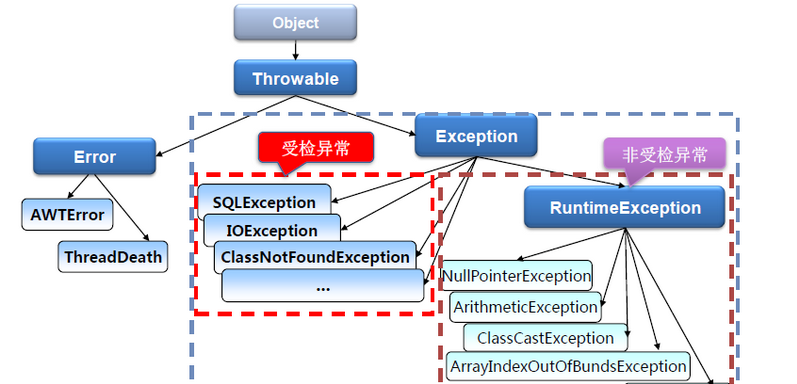 Object
Throwable
Exception
受检异常
非受检异常
Error
AWTError
ThreadDeath
SQLException
IOException
ClassNotFoundException
...
RuntimeException
NullPointerException
ArithmeticException
ClassCastException
ArrayIndexOutOfBundsException